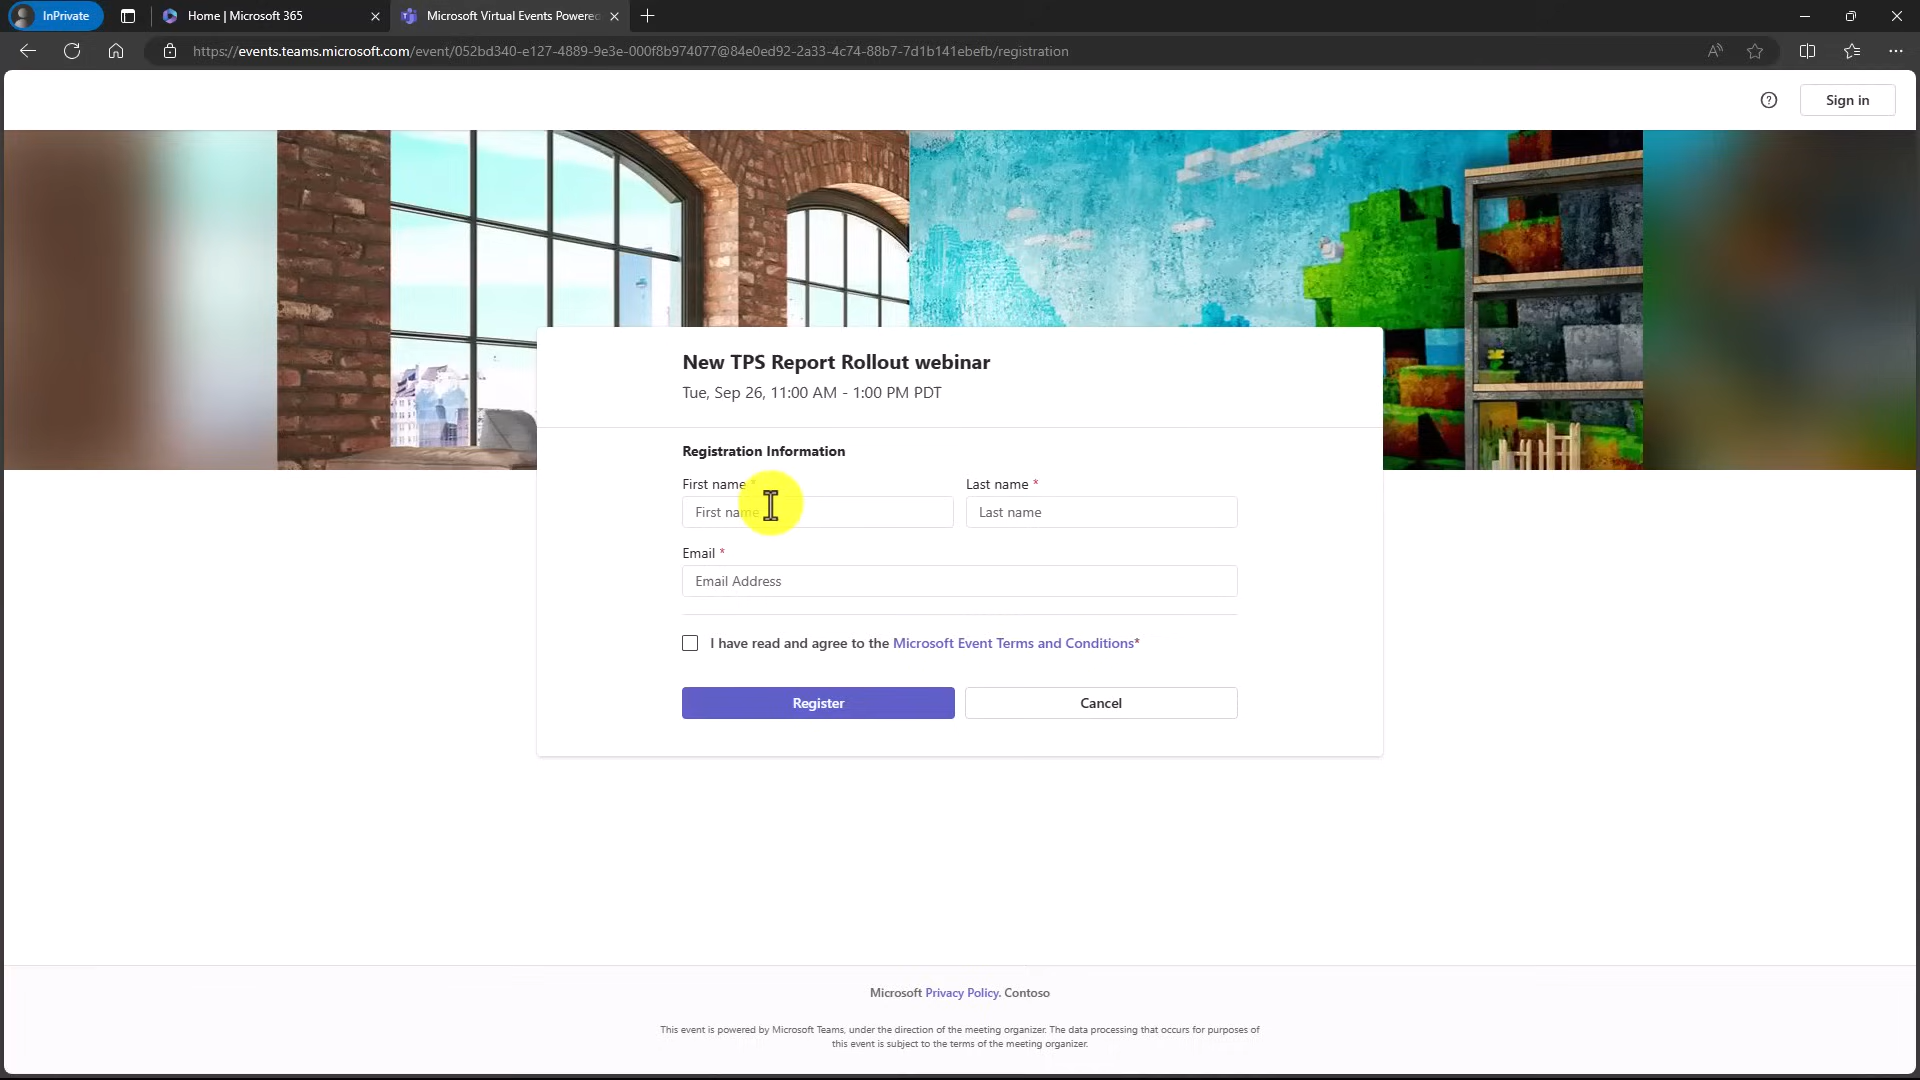 InPrivate
Home | Microsoft 365
Microsoft Virtual Events Powered
https://events.teams.microsoft.com/event/052bd340-e127-4889-9e3e-000f8b974077@84e0ed92-2a33-4c74-88b7-7d1b141ebefb/registration
Sign in
New TPS Report Rollout webinar
Tue, Sep 26, 11:00 AM - 1:00 PM PDT
Registration Information
First name *
Last name *
First name
Last name
Email *
Email Address
I have read and agree to the Microsoft Event Terms and Conditions*
Register
Cancel
Microsoft Privacy Policy. Contoso
This event is powered by Microsoft Teams, under the direction of the meeting organizer. The data processing that occurs for purposes of
this event is subject to the terms of the meeting organizer.